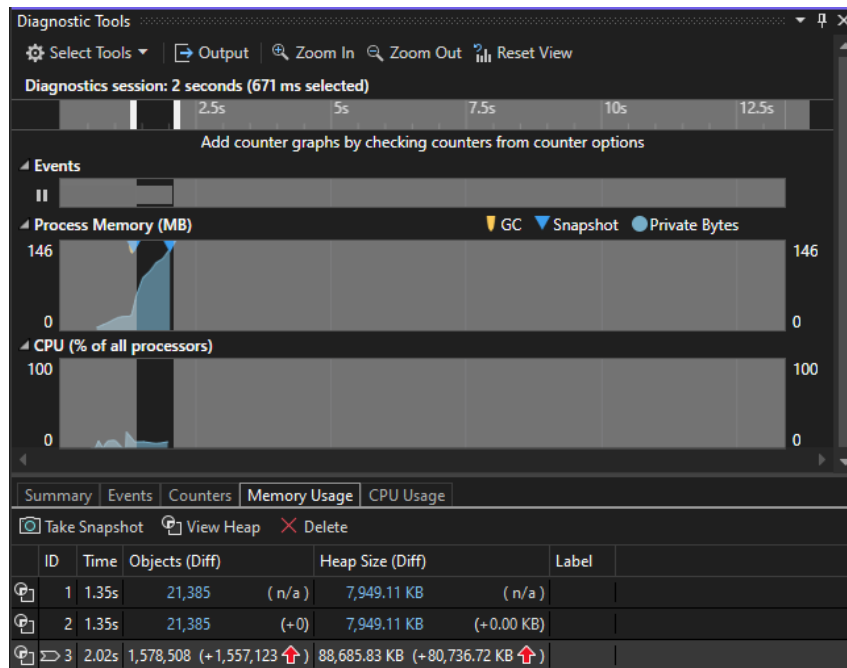 Diagnostic Tools
Select Tools Output Zoom In Zoom Out Reset View
Diagnostics session: 2 seconds (671 ms selected)
2.5s 5s 7.5s 10s 12.5s
Add counter graphs by checking counters from counter options
Events
Process Memory (MB) GC Snapshot Private Bytes
146 146
0 0
CPU (% of all processors)
100 100
0 0
Summary Events Counters Memory Usage CPU Usage
Take Snapshot View Heap Delete
ID Time Objects (Diff) Heap Size (Diff) Label
1 1.35s 21,385 (n/a) 7,949.11 KB (n/a)
2 1.35s 21,385 (+0) 7,949.11 KB (+0.00 KB)
3 2.02s 1,578,508 (+1,557,123 ) 88,685.83 KB (+80,736.72 KB )